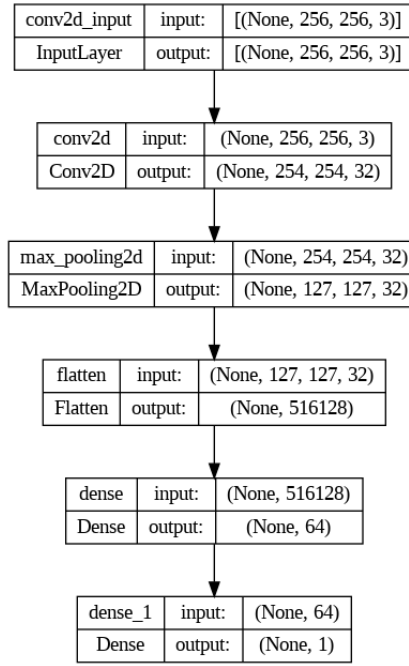 conv2d_input input: [(None, 256, 256, 3)]
InputLayer output: [(None, 256, 256, 3)]
conv2d input: (None, 256, 256, 3)
Conv2D output: (None, 254, 254, 32)
max_pooling2d input: (None, 254, 254, 32)
MaxPooling2D output: (None, 127, 127, 32)
flatten input: (None, 127, 127, 32)
Flatten output: (None, 516128)
dense input: (None, 516128)
Dense output: (None, 64)
dense_1 input: (None, 64)
Dense output: (None, 1)